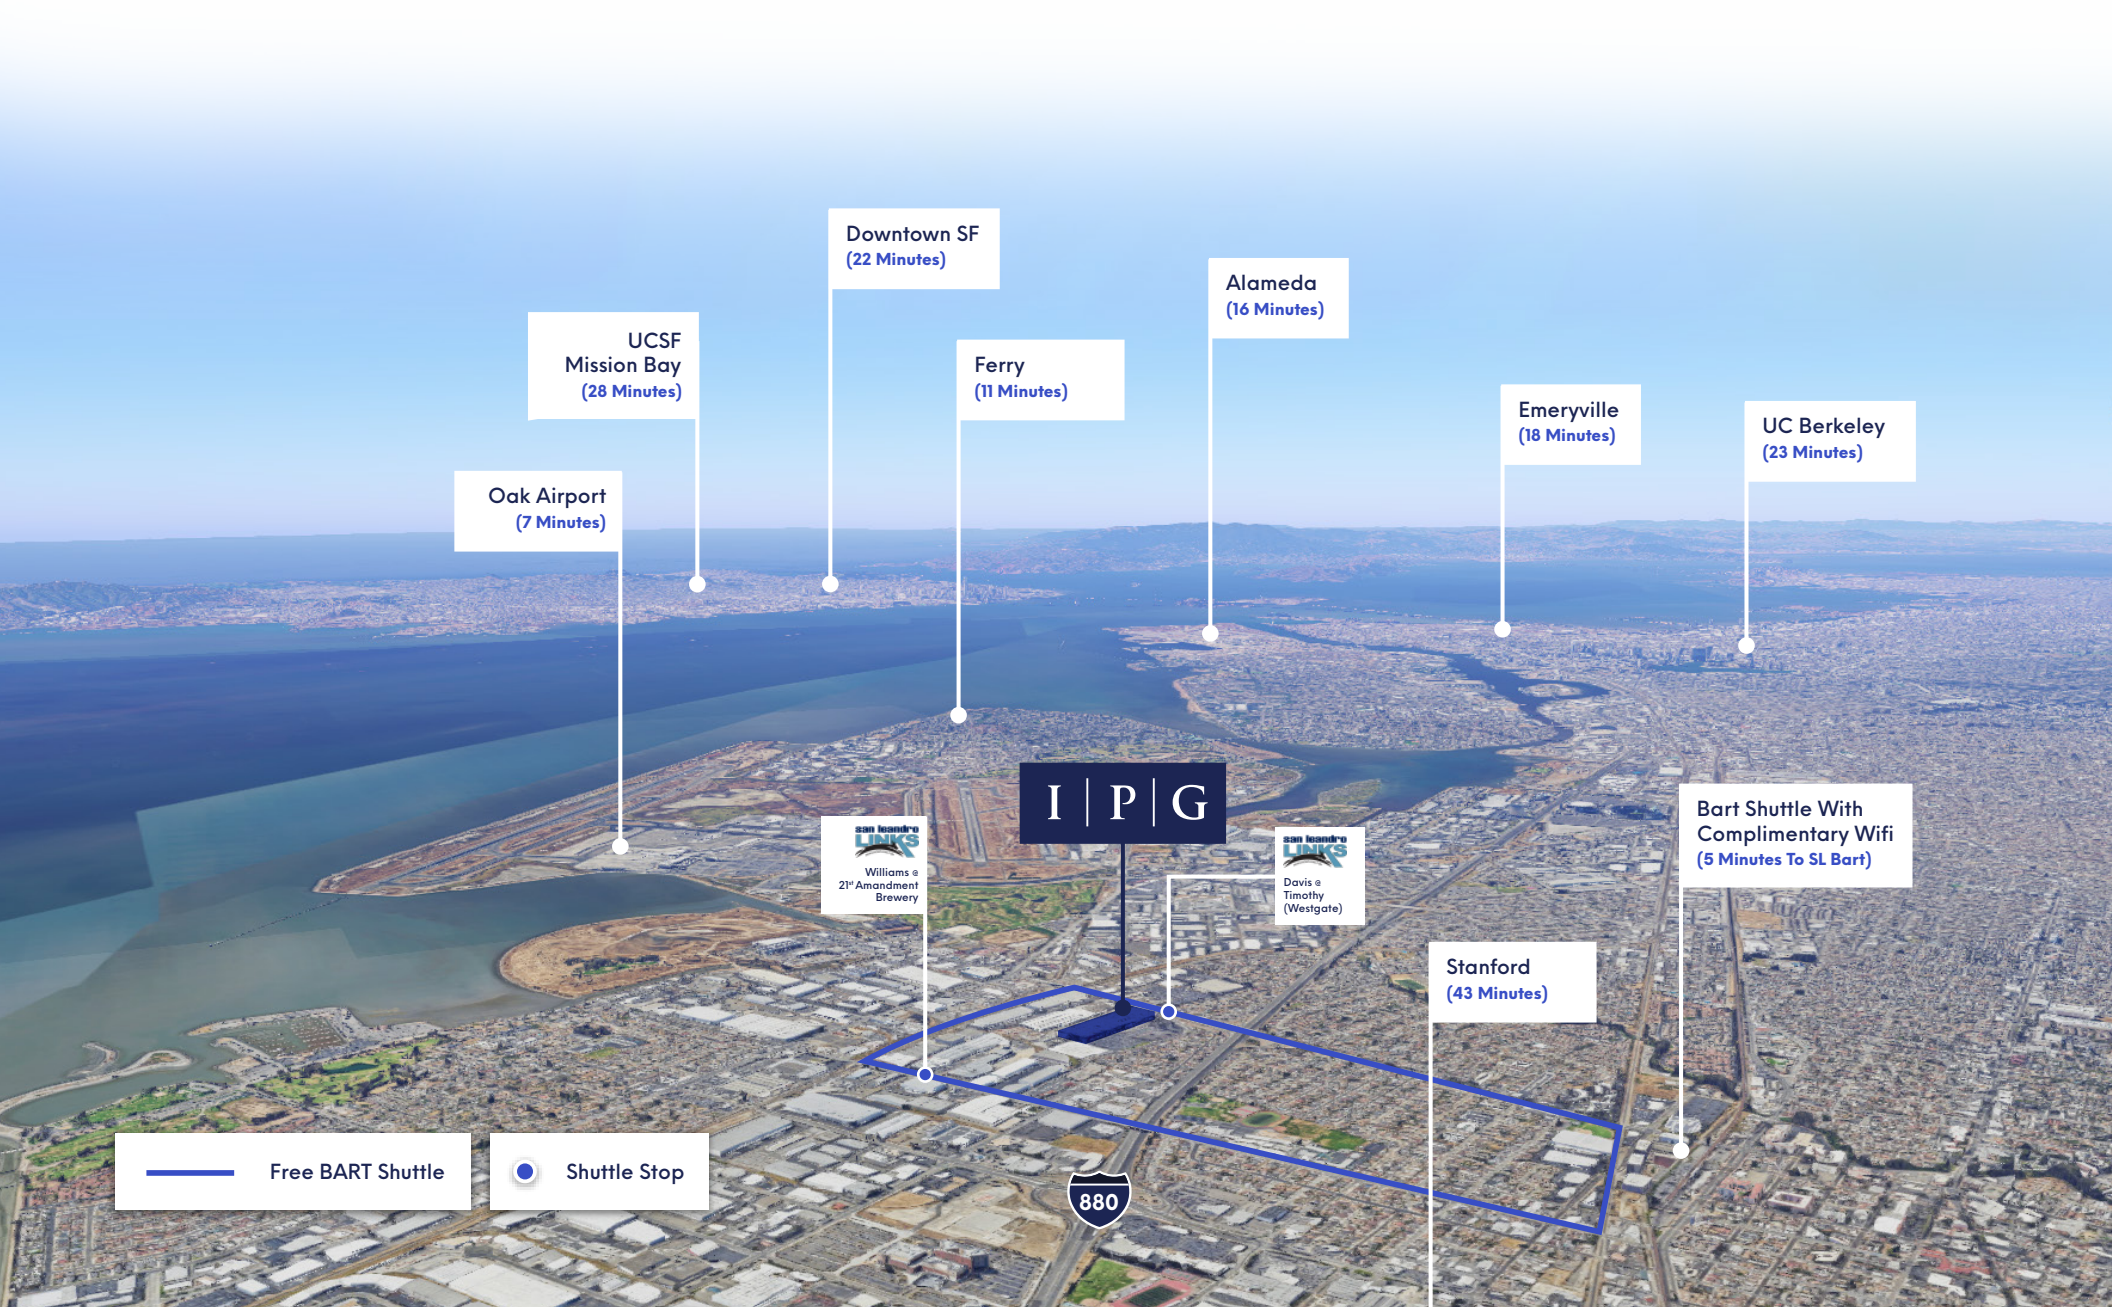 Downtown SF
(22 Minutes)
Alameda
(16 Minutes)
UCSF
Mission Bay
(28 Minutes)
Ferry
(11 Minutes)
Emeryville
(18 Minutes)
UC Berkeley
(23 Minutes)
Oak Airport
(7 Minutes)
I|P|G
Bart Shuttle With
Complimentary Wifi
(5 Minutes To SL Bart)
san leandro
LINKS
Williams @
21st Amandment
Brewery
san leandro
LINKS
Davis @
Timothy
(Westgate)
Stanford
(43 Minutes)
Free BART Shuttle
Shuttle Stop
880